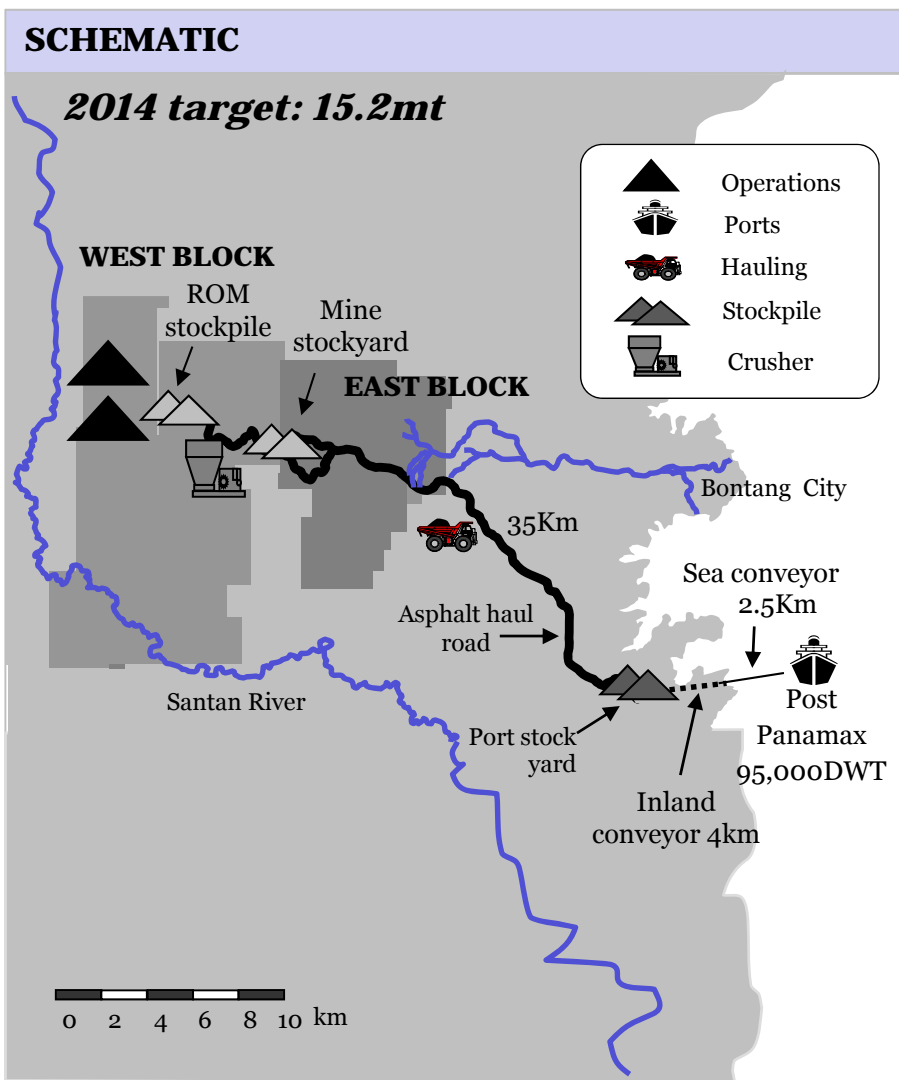 SCHEMATIC
2014 target: 15.2mt
Operations
Ports
Hauling
Stockpile
Crusher
WEST BLOCK
ROM
stockpile
Mine
stockyard
EAST BLOCK
Bontang City
35Km
Sea conveyor
2.5Km
Asphalt haul
road
Santan River
Post
Panamax
95,000DWT
Port stock
yard
Inland
conveyor 4km
0 2 4 6 8 10 km